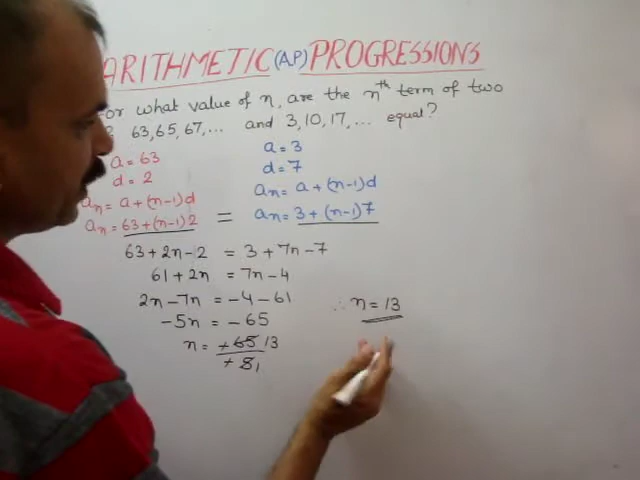 ARITHMETIC (A.P) PROGRESSIONS
For what value of n, are the nth term of two
63, 65, 67, ... and 3, 10, 17, ... equal?
a = 63
d = 2
an = a + (n-1)d
an = 63 + (n-1)2
=
a = 3
d = 7
an = a + (n-1)d
an = 3 + (n-1)7
63 + 2n - 2 = 3 + 7n - 7
61 + 2n = 7n - 4
2n - 7n = -4 - 61
-5n = -65
n = +65 13
+5 1
∴ n = 13